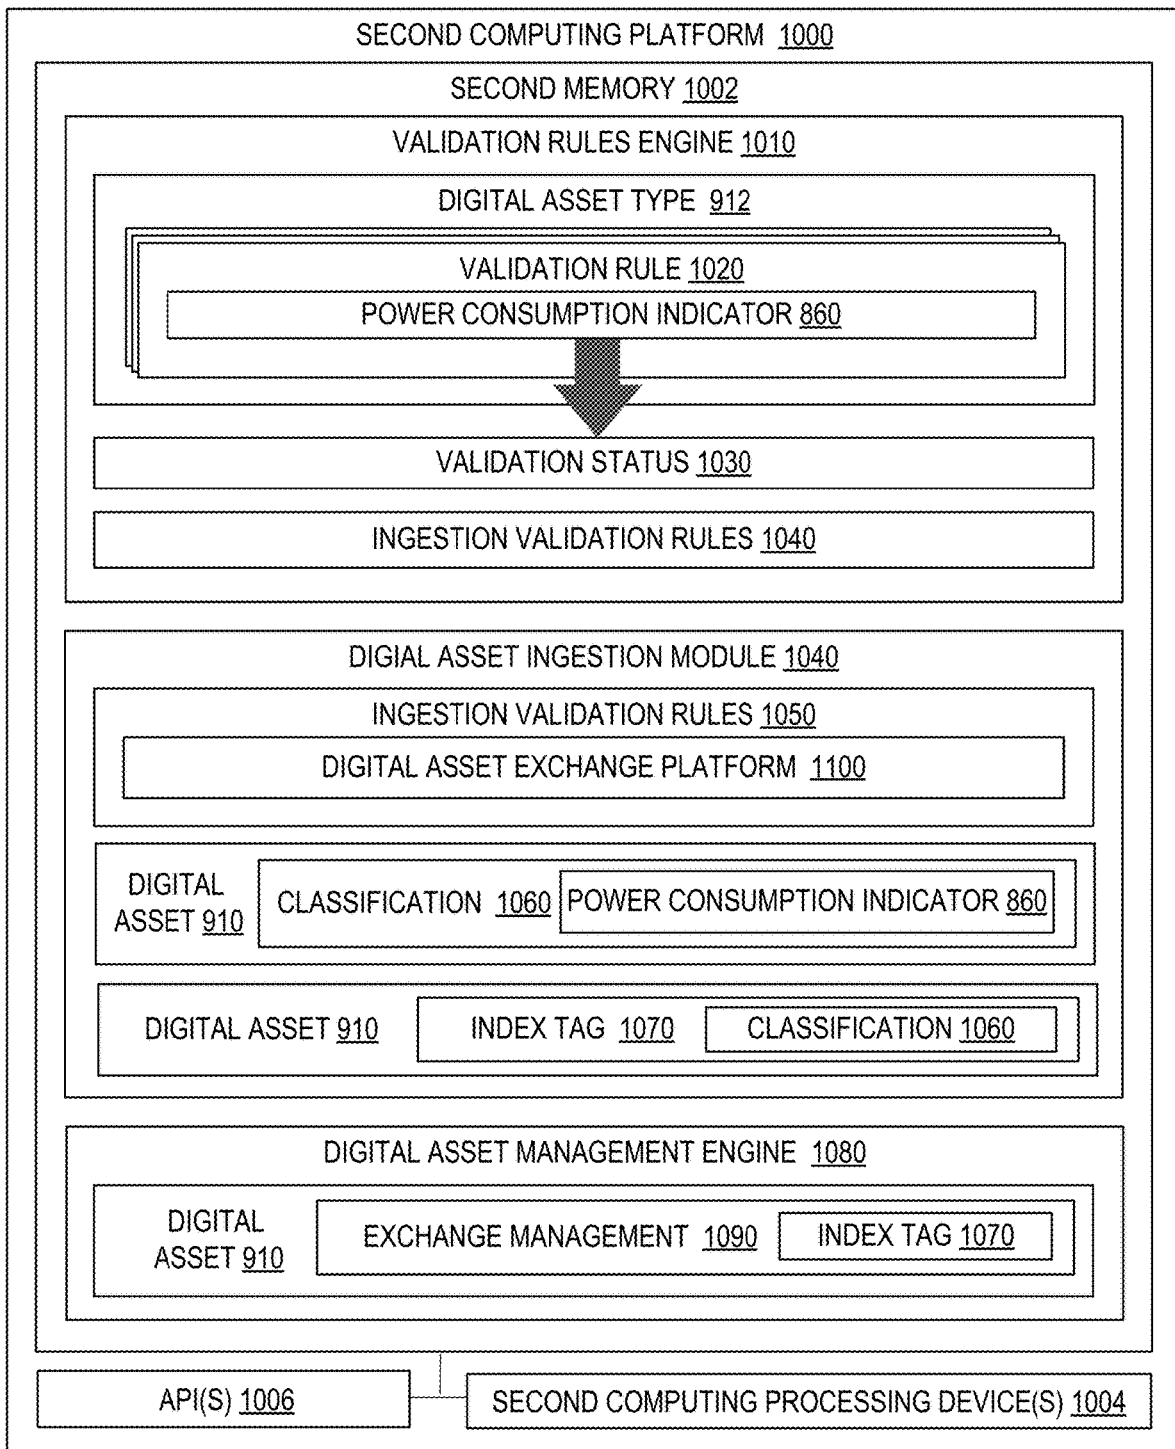 SECOND COMPUTING PLATFORM 1000
SECOND MEMORY 1002
VALIDATION RULES ENGINE 1010
DIGITAL ASSET TYPE 912
VALIDATION RULE 1020
POWER CONSUMPTION INDICATOR 860
VALIDATION STATUS 1030
INGESTION VALIDATION RULES 1040
DIGIAL ASSET INGESTION MODULE 1040
INGESTION VALIDATION RULES 1050
DIGITAL ASSET EXCHANGE PLATFORM 1100
DIGITAL
ASSET 910
CLASSIFICATION 1060
POWER CONSUMPTION INDICATOR 860
DIGITAL ASSET 910
INDEX TAG 1070
CLASSIFICATION 1060
DIGITAL ASSET MANAGEMENT ENGINE 1080
DIGITAL
ASSET 910
EXCHANGE MANAGEMENT 1090
INDEX TAG 1070
API(S) 1006
SECOND COMPUTING PROCESSING DEVICE(S) 1004